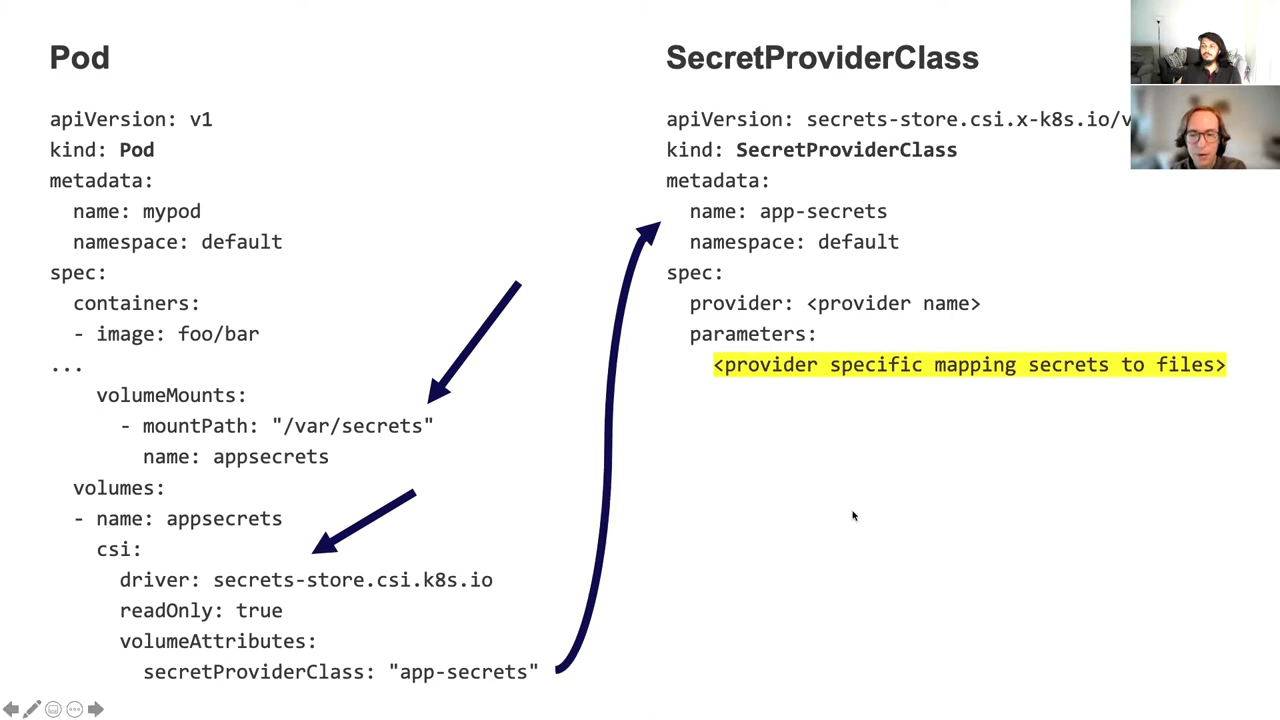 Pod
apiVersion: v1
kind: Pod
metadata:
name: mypod
namespace: default
spec:
containers:
- image: foo/bar
...
volumeMounts:
- mountPath: "/var/secrets"
name: appsecrets
volumes:
- name: appsecrets
csi:
driver: secrets-store.csi.k8s.io
readOnly: true
volumeAttributes:
secretProviderClass: "app-secrets"
SecretProviderClass
apiVersion: secrets-store.csi.x-k8s.io/v
kind: SecretProviderClass
metadata:
name: app-secrets
namespace: default
spec:
provider: <provider name>
parameters:
<provider specific mapping secrets to files>